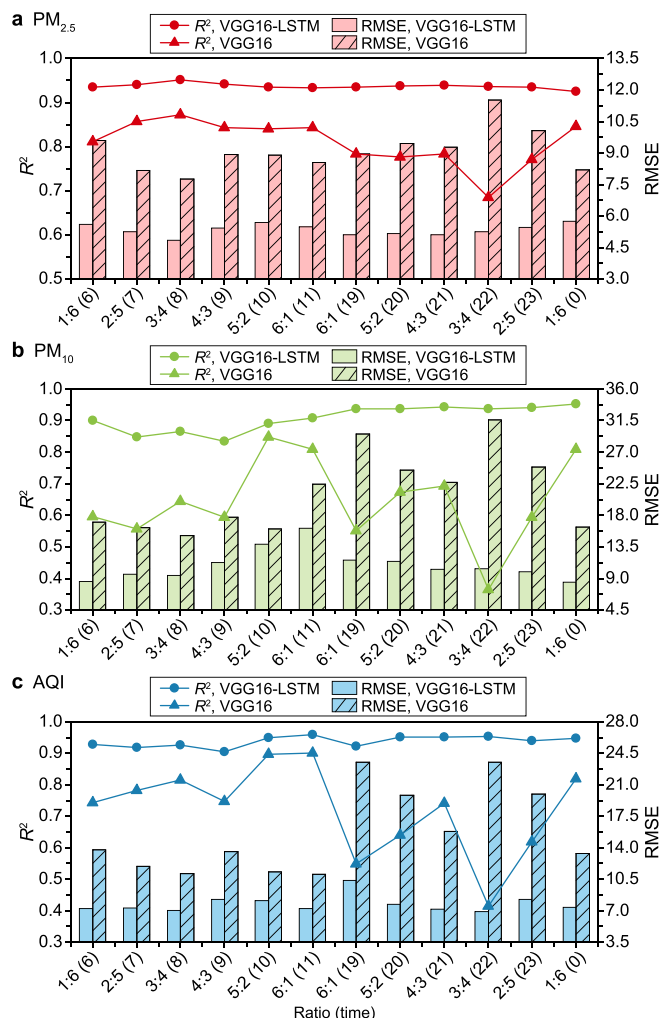 a PM2.5
R², VGG16-LSTM RMSE, VGG16-LSTM
R², VGG16 RMSE, VGG16
R²
1.0
0.9
0.8
0.7
0.6
0.5
13.5
12.0
10.5
9.0
7.5
6.0
4.5
3.0
RMSE
1:6 (6) 2:5 (7) 3:4 (8) 4:3 (9) 5:2 (10) 6:1 (11) 6:1 (19) 5:2 (20) 4:3 (21) 3:4 (22) 2:5 (23) 1:6 (0)
b PM10
R², VGG16-LSTM RMSE, VGG16-LSTM
R², VGG16 RMSE, VGG16
R²
1.0
0.9
0.8
0.7
0.6
0.5
0.4
0.3
36.0
31.5
27.0
22.5
18.0
13.5
9.0
4.5
RMSE
1:6 (6) 2:5 (7) 3:4 (8) 4:3 (9) 5:2 (10) 6:1 (11) 6:1 (19) 5:2 (20) 4:3 (21) 3:4 (22) 2:5 (23) 1:6 (0)
c AQI
R², VGG16-LSTM RMSE, VGG16-LSTM
R², VGG16 RMSE, VGG16
R²
1.0
0.9
0.8
0.7
0.6
0.5
0.4
0.3
28.0
24.5
21.0
17.5
14.0
10.5
7.0
3.5
RMSE
1:6 (6) 2:5 (7) 3:4 (8) 4:3 (9) 5:2 (10) 6:1 (11) 6:1 (19) 5:2 (20) 4:3 (21) 3:4 (22) 2:5 (23) 1:6 (0)
Ratio (time)